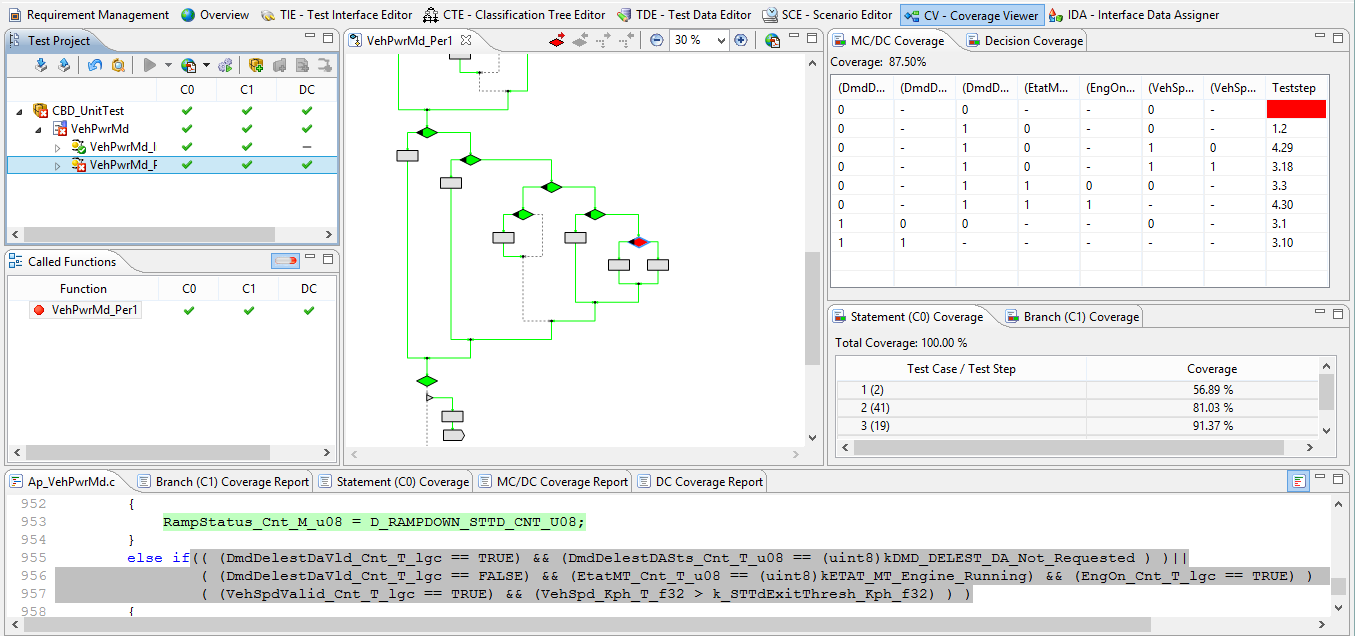 Requirement Management Overview TIE - Test Interface Editor CTE - Classification Tree Editor TDE - Test Data Editor SCE - Scenario Editor CV - Coverage Viewer IDA - Interface Data Assigner
Test Project
C0 C1 DC
CBD_UnitTest
VehPwrMd
VehPwrMd_I
VehPwrMd_F
Called Functions
Function C0 C1 DC
VehPwrMd_Per1
VehPwrMd_Per1
30 %
MC/DC Coverage Decision Coverage
Coverage: 87.50%
(DmdD... (DmdD... (DmdD... (EtatM... (EngOn... (VehSp... (VehSp... Teststep
0 - 0 - - 0 -
0 - 1 0 - 0 - 1.2
0 - 1 0 - 1 0 4.29
0 - 1 0 - 1 1 3.18
0 - 1 1 0 0 - 3.3
0 - 1 1 1 - - 4.30
1 0 0 - - 0 - 3.1
1 1 - - - - - 3.10
Statement (C0) Coverage Branch (C1) Coverage
Total Coverage: 100.00 %
Test Case / Test Step Coverage
1 (2) 56.89 %
2 (41) 81.03 %
3 (19) 91.37 %
Ap_VehPwrMd.c Branch (C1) Coverage Report Statement (C0) Coverage MC/DC Coverage Report DC Coverage Report
952 {
953 RampStatus_Cnt_M_u08 = D_RAMPDOWN_STTD_CNT_U08;
954 }
955 else if(( (DmdDelestDaVld_Cnt_T_lgc == TRUE) && (DmdDelestDASts_Cnt_T_u08 == (uint8)kDMD_DELEST_DA_Not_Requested ) )||
956 ( (DmdDelestDaVld_Cnt_T_lgc == FALSE) && (EtatMT_Cnt_T_u08 == (uint8)kETAT_MT_Engine_Running) && (EngOn_Cnt_T_lgc == TRUE) )
957 ( (VehSpdValid_Cnt_T_lgc == TRUE) && (VehSpd_Kph_T_f32 > k_STTdExitThresh_Kph_f32) ) )
958 {